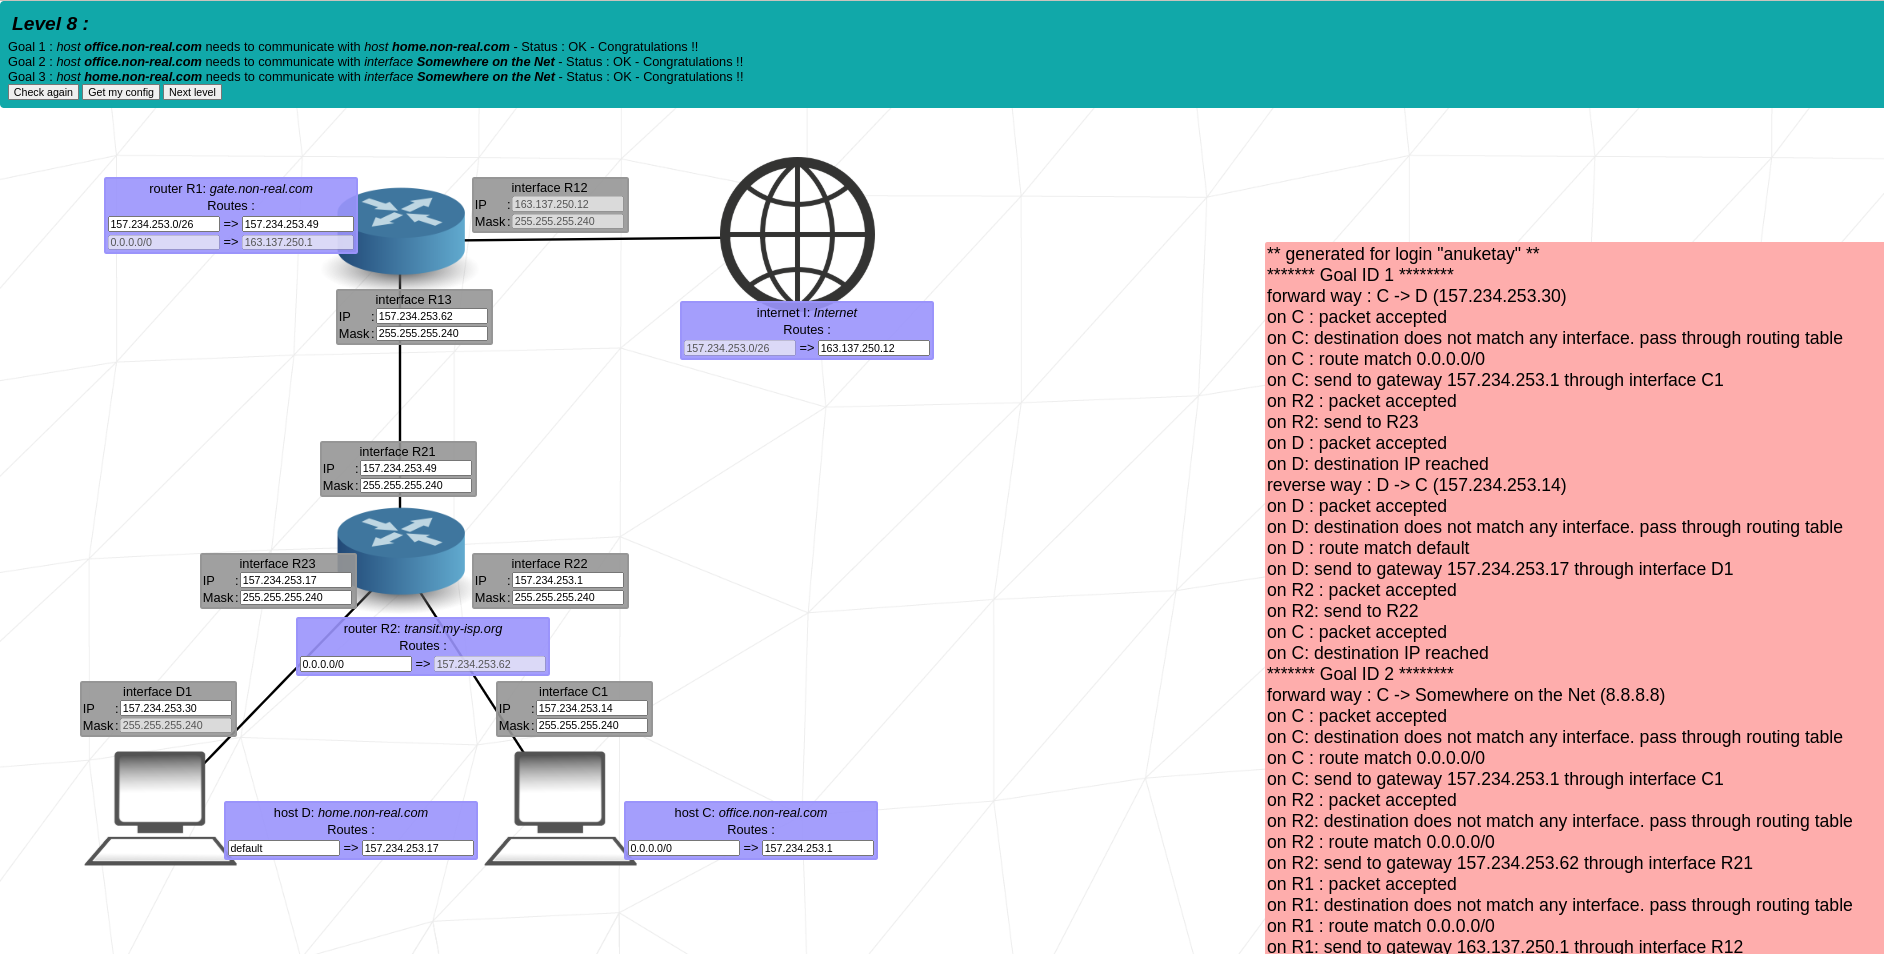 Level 8 :
Goal 1 : host office.non-real.com needs to communicate with host home.non-real.com - Status : OK - Congratulations !!
Goal 2 : host office.non-real.com needs to communicate with interface Somewhere on the Net - Status : OK - Congratulations !!
Goal 3 : host home.non-real.com needs to communicate with interface Somewhere on the Net - Status : OK - Congratulations !!
Check again Get my config Next level
router R1: gate.non-real.com
Routes :
157.234.253.0/26 => 157.234.253.49
0.0.0.0/0 => 163.137.250.1
interface R12
IP : 163.137.250.12
Mask : 255.255.255.240
interface R13
IP : 157.234.253.62
Mask : 255.255.255.240
internet I: Internet
Routes :
157.234.253.0/26 => 163.137.250.12
interface R21
IP : 157.234.253.49
Mask : 255.255.255.240
interface R23
IP : 157.234.253.17
Mask : 255.255.255.240
interface R22
IP : 157.234.253.1
Mask : 255.255.255.240
router R2: transit.my-isp.org
Routes :
0.0.0.0/0 => 157.234.253.62
interface D1
IP : 157.234.253.30
Mask : 255.255.255.240
interface C1
IP : 157.234.253.14
Mask : 255.255.255.240
host D: home.non-real.com
Routes :
default => 157.234.253.17
host C: office.non-real.com
Routes :
0.0.0.0/0 => 157.234.253.1
** generated for login "anuketay" **
******* Goal ID 1 ********
forward way : C -> D (157.234.253.30)
on C : packet accepted
on C: destination does not match any interface. pass through routing table
on C : route match 0.0.0.0/0
on C: send to gateway 157.234.253.1 through interface C1
on R2 : packet accepted
on R2: send to R23
on D : packet accepted
on D: destination IP reached
reverse way : D -> C (157.234.253.14)
on D : packet accepted
on D: destination does not match any interface. pass through routing table
on D : route match default
on D: send to gateway 157.234.253.17 through interface D1
on R2 : packet accepted
on R2: send to R22
on C : packet accepted
on C: destination IP reached
******* Goal ID 2 ********
forward way : C -> Somewhere on the Net (8.8.8.8)
on C : packet accepted
on C: destination does not match any interface. pass through routing table
on C : route match 0.0.0.0/0
on C: send to gateway 157.234.253.1 through interface C1
on R2 : packet accepted
on R2: destination does not match any interface. pass through routing table
on R2 : route match 0.0.0.0/0
on R2: send to gateway 157.234.253.62 through interface R21
on R1 : packet accepted
on R1: destination does not match any interface. pass through routing table
on R1 : route match 0.0.0.0/0
on R1: send to gateway 163.137.250.1 through interface R12